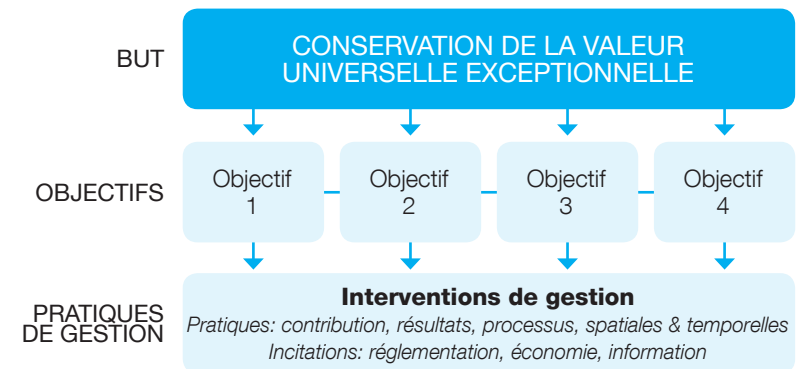 BUT
CONSERVATION DE LA VALEUR
UNIVERSELLE EXCEPTIONNELLE
OBJECTIFS
Objectif
1
Objectif
2
Objectif
3
Objectif
4
PRATIQUES
DE GESTION
Interventions de gestion
Pratiques: contribution, résultats, processus, spatiales & temporelles
Incitations: réglementation, économie, information